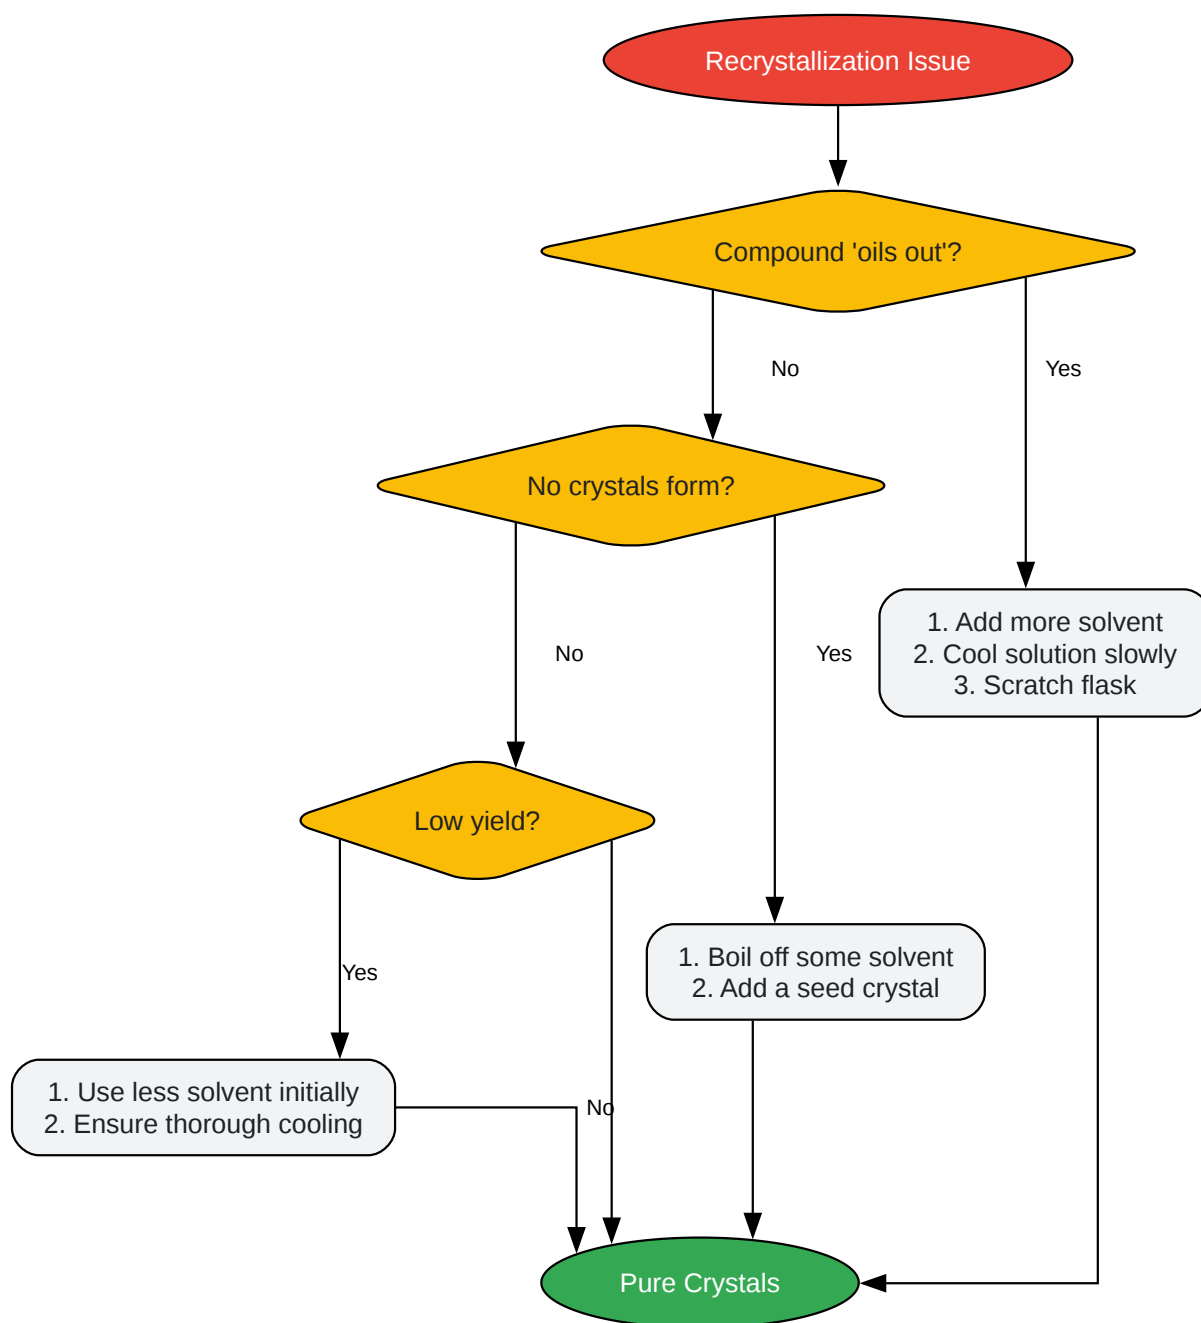 Recrystallization Issue
Compound 'oils out'?
No
Yes
No crystals form?
1. Add more solvent
2. Cool solution slowly
3. Scratch flask
No
Yes
Low yield?
1. Boil off some solvent
2. Add a seed crystal
Yes
1. Use less solvent initially
2. Ensure thorough cooling
No
Pure Crystals